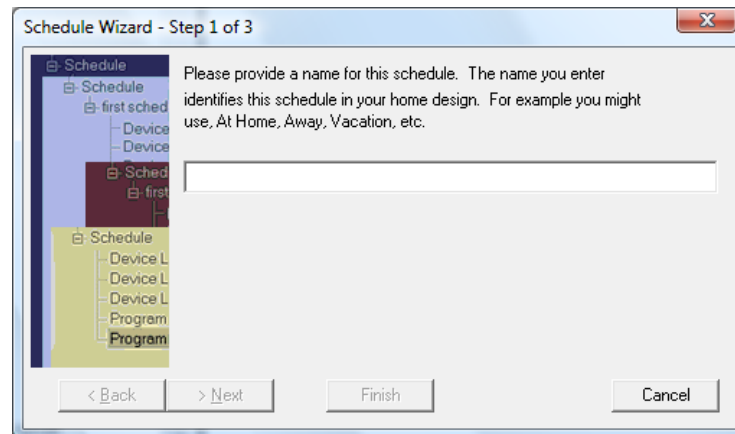 Schedule Wizard - Step 1 of 3
Schedule
Schedule
first sched
Device
Device
Sched
first
Schedule
Device L
Device L
Device L
Program
Program
Please provide a name for this schedule. The name you enter
identifies this schedule in your home design. For example you might
use, At Home, Away, Vacation, etc.
< Back
> Next
Finish
Cancel